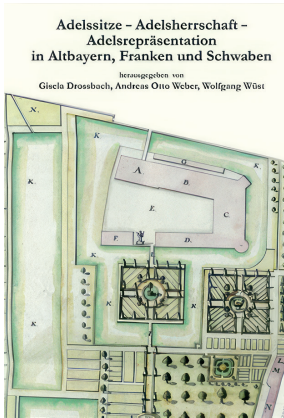 Adelssitze – Adelsherrschaft –
Adelsrepräsentation
in Altbayern, Franken und Schwaben
herausgegeben von
Gisela Drossbach, Andreas Otto Weber, Wolfgang Wüst
N.
K.
G.
K.
K.
A.
B.
K.
E.
C.
F.
D.
K.
K.
K.
K.
K.
L
M
N